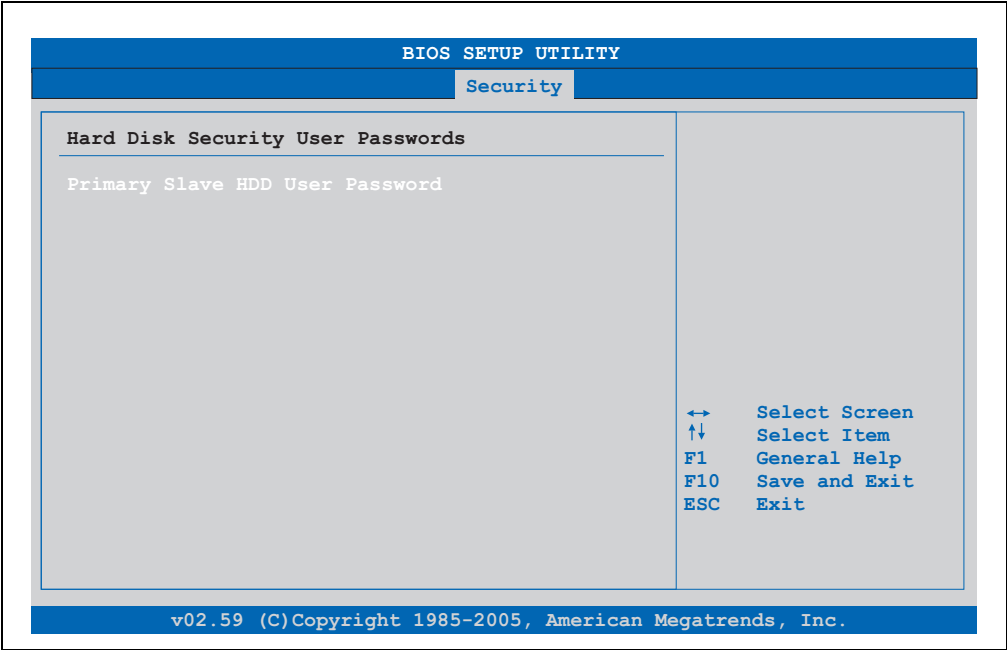 BIOS SETUP UTILITY
Security
Hard Disk Security User Passwords
Primary Slave HDD User Password
↔ Select Screen
↑↓ Select Item
F1 General Help
F10 Save and Exit
ESC Exit
v02.59 (C)Copyright 1985-2005, American Megatrends, Inc.